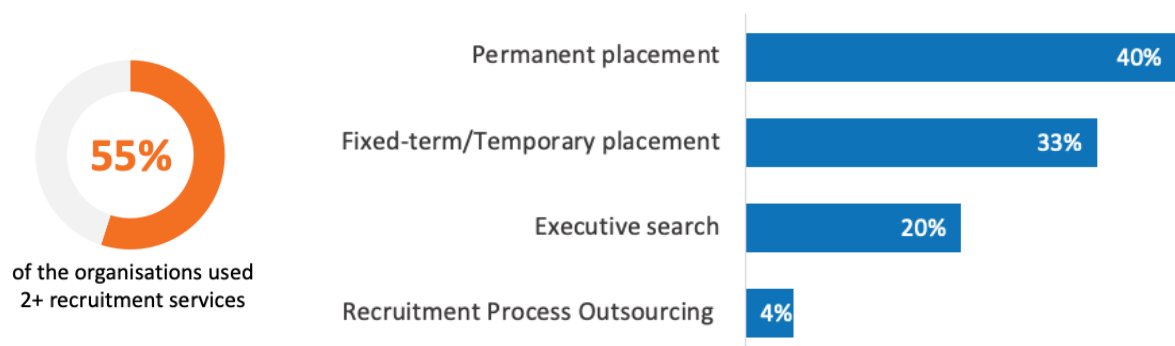 55%
of the organisations used
2+ recruitment services
Permanent placement 40%
Fixed-term/Temporary placement 33%
Executive search 20%
Recruitment Process Outsourcing 4%